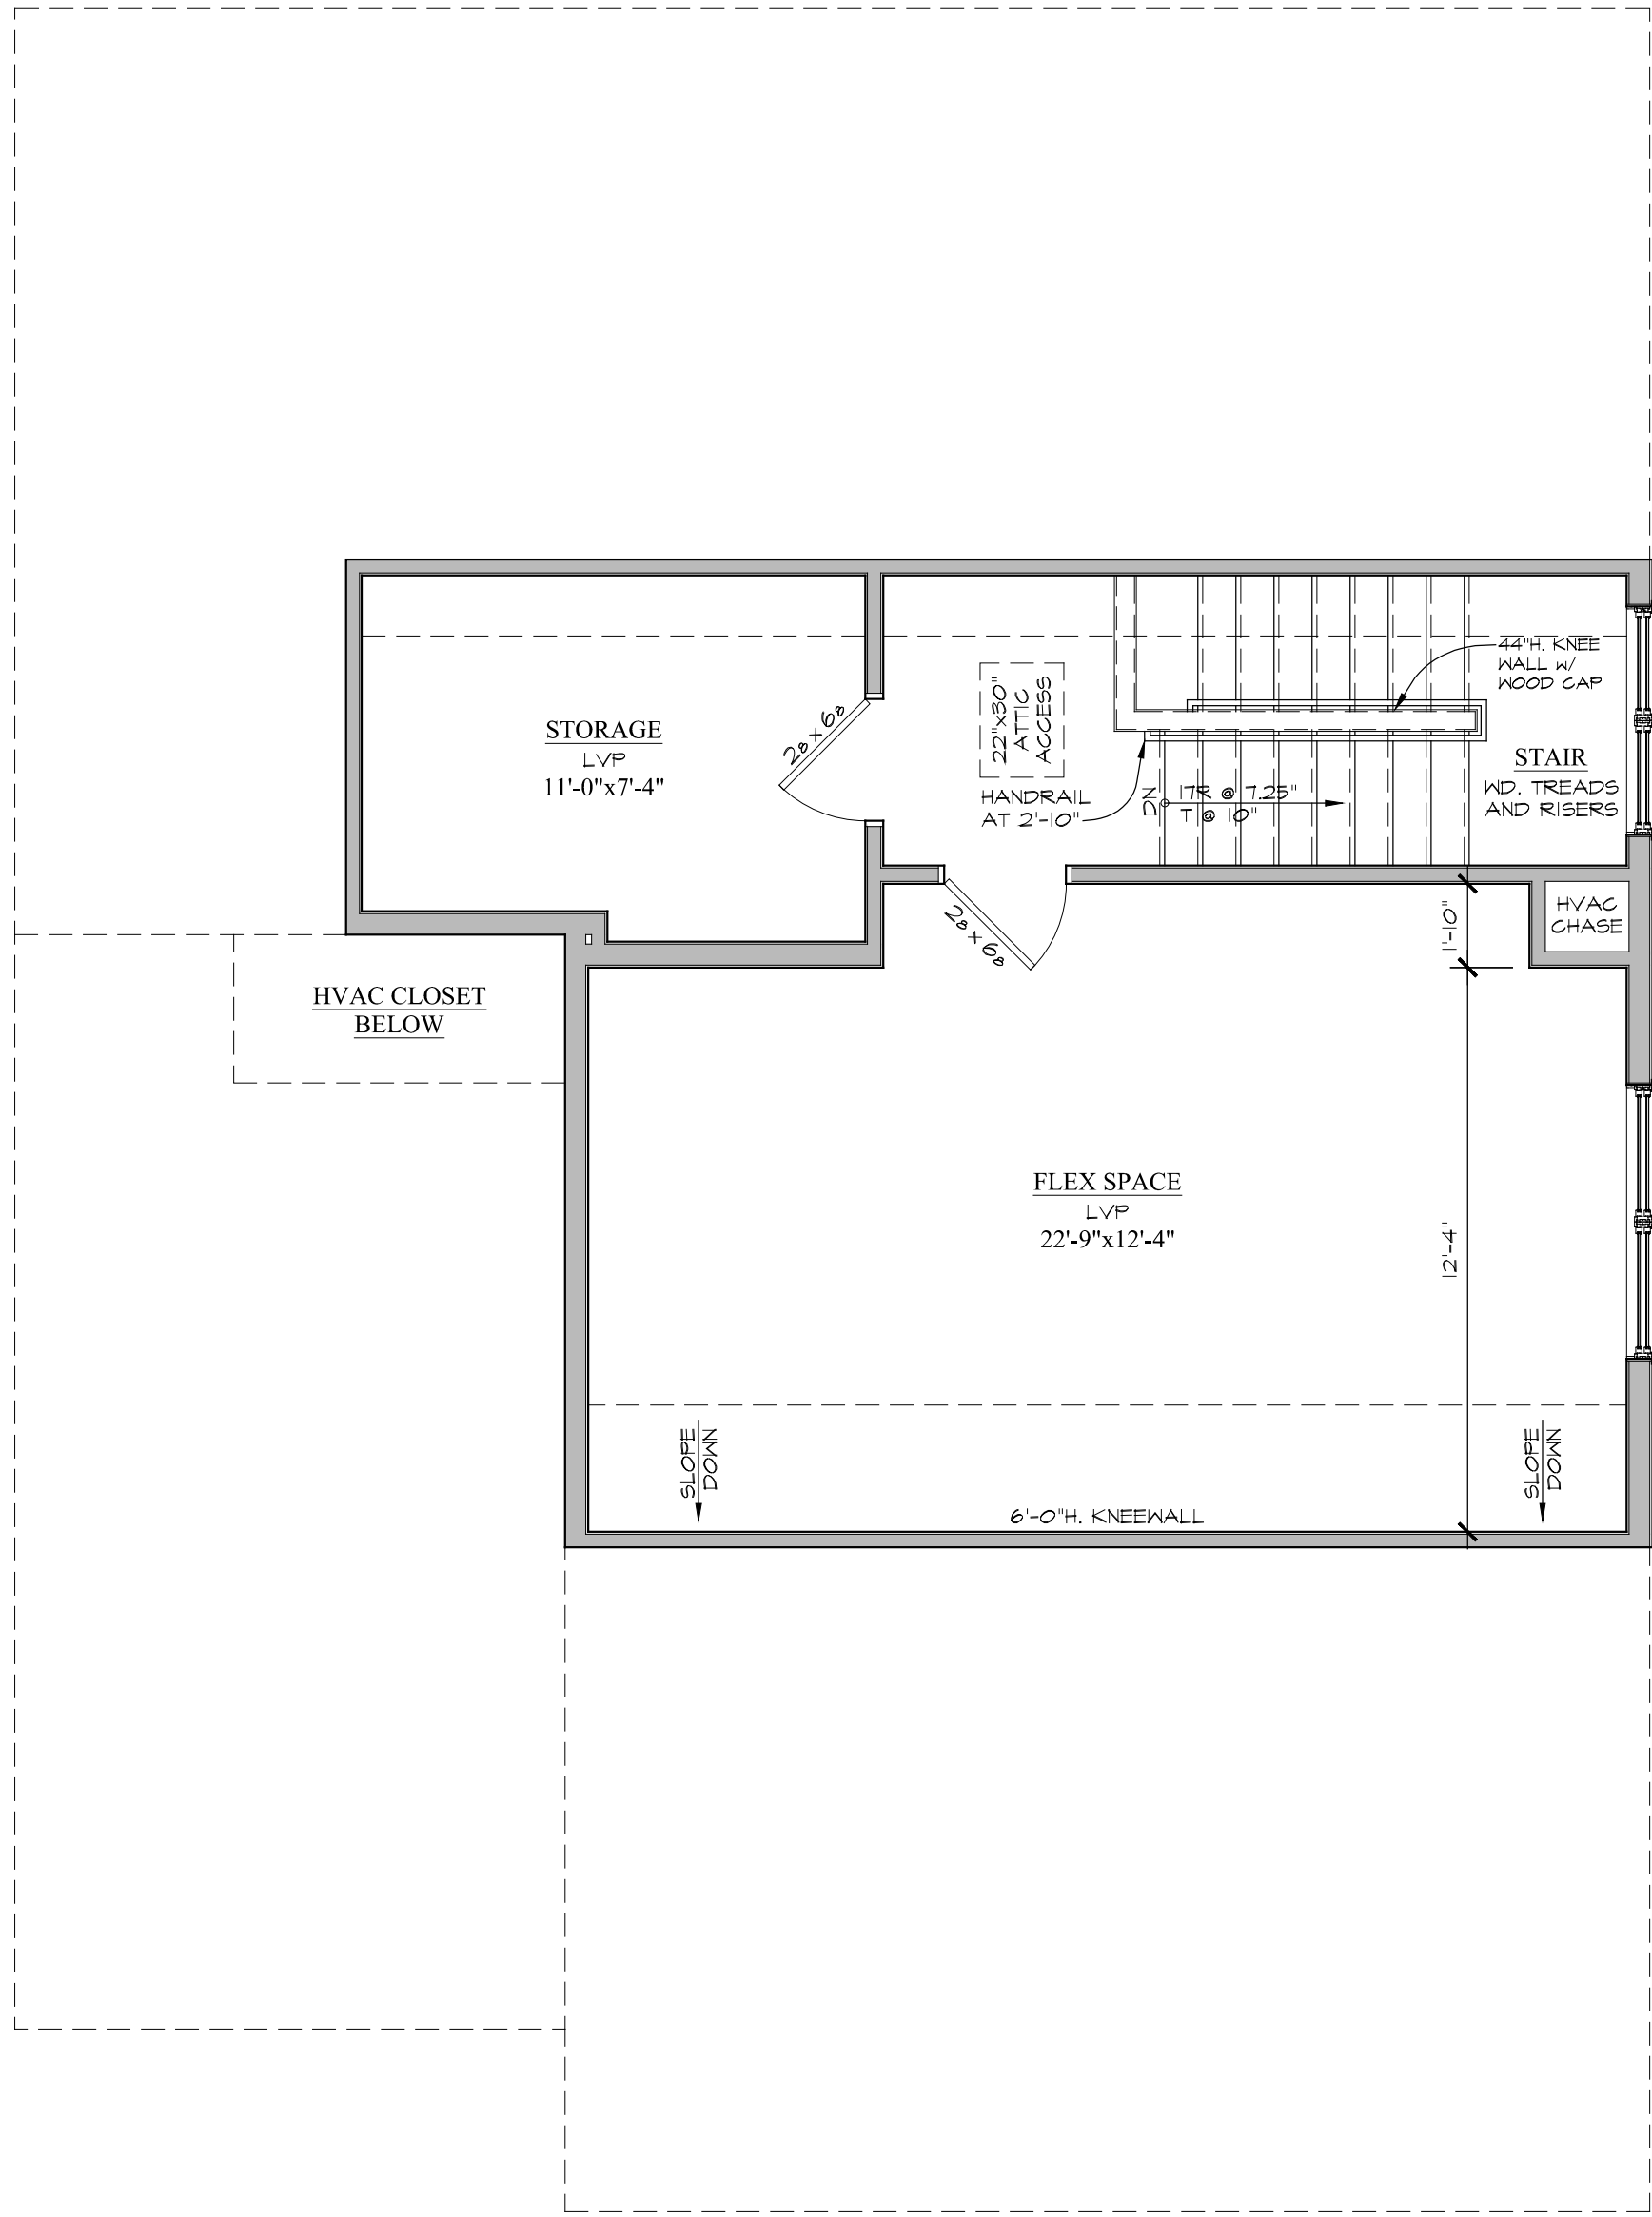 44"H. KNEE
WALL w/
WOOD CAP
22"x30"
ATTIC
ACCESS
STORAGE
LVP
11'-0"x7'-4"
28 x 68
STAIR
WD. TREADS
AND RISERS
HANDRAIL
AT 2'-10"
DN
17R @ 7.25"
T @ 10"
28 x 68
1'-10"
HVAC
CHASE
HVAC CLOSET
BELOW
FLEX SPACE
LVP
22'-9"x12'-4"
12'-4"
SLOPE
DOWN
SLOPE
DOWN
6'-0"H. KNEEWALL